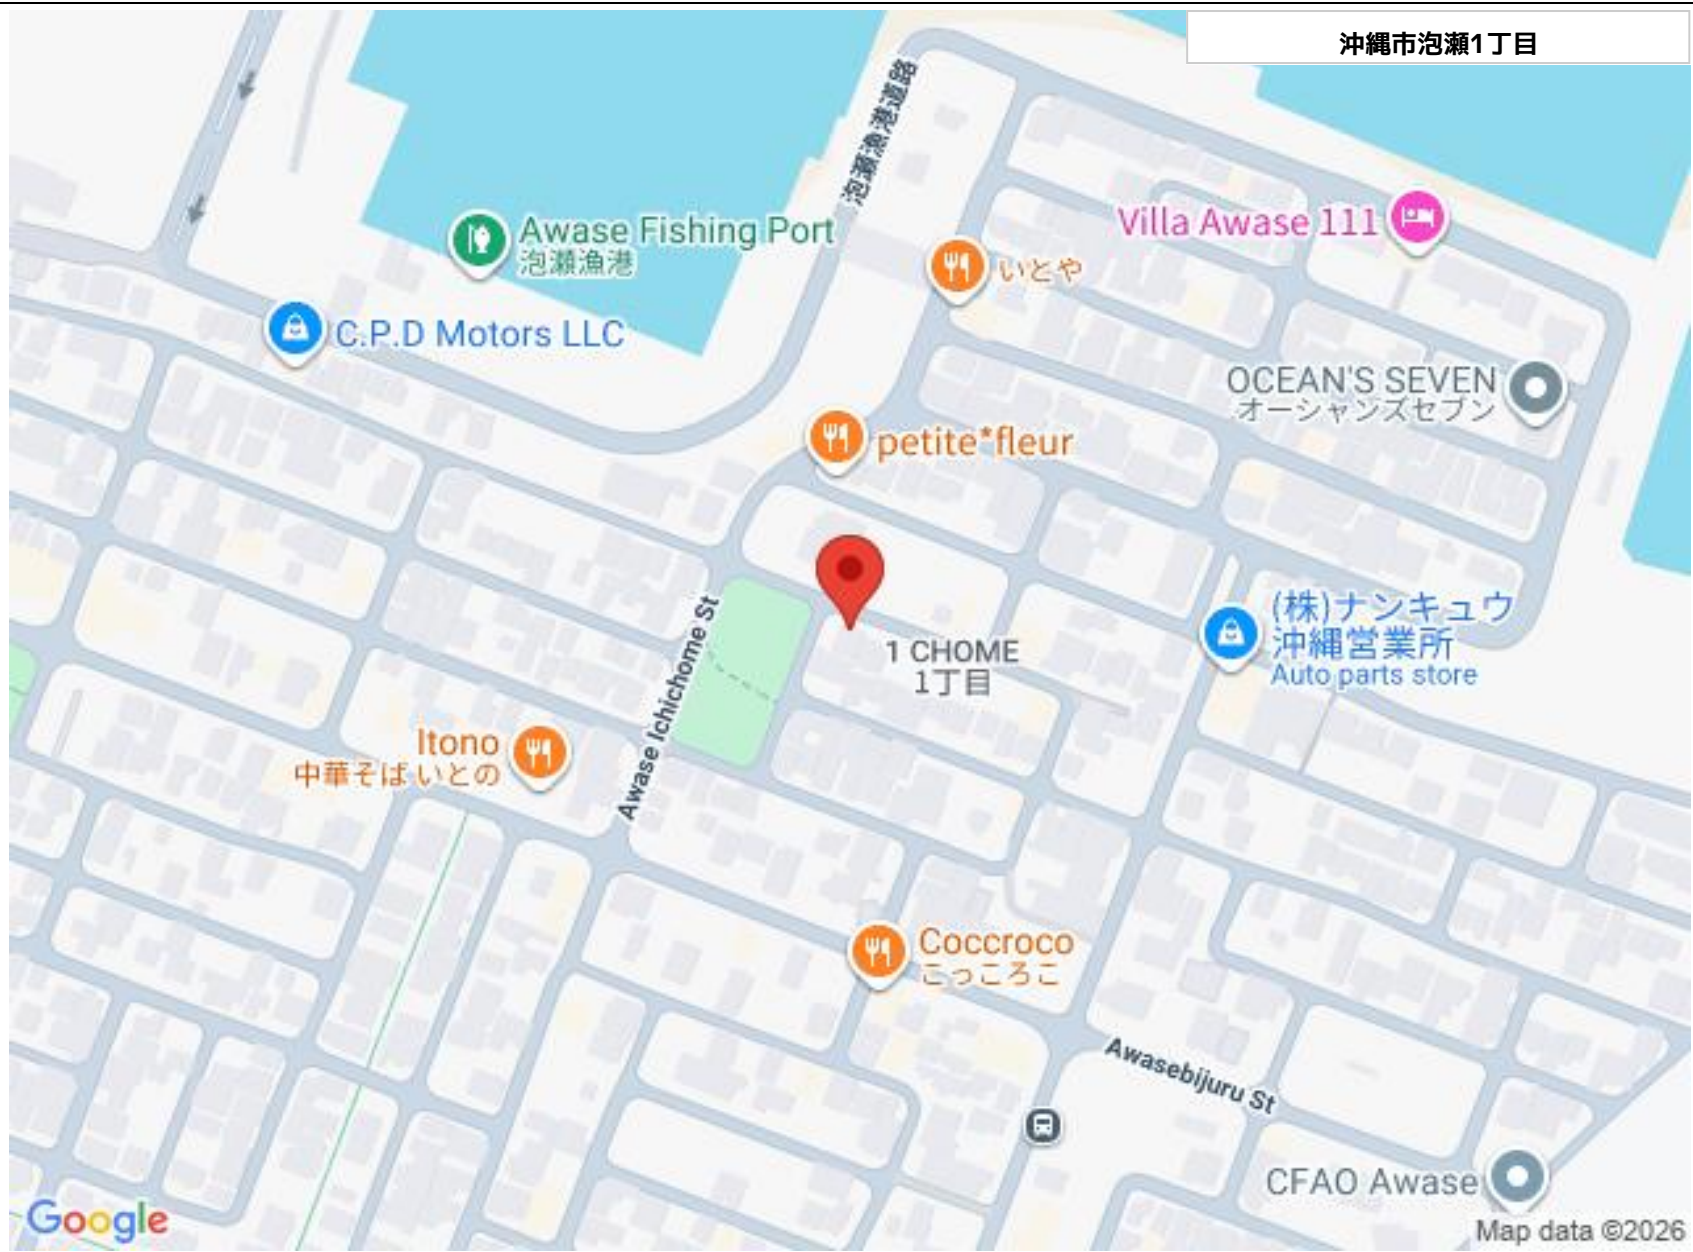 沖縄市泡瀬1丁目
泡瀬漁港道路
Awase Fishing Port
泡瀬漁港
Villa Awase 111
いとや
C.P.D Motors LLC
OCEAN'S SEVEN
オーシャンズセブン
petite*fleur
(株)ナンキュウ
沖縄営業所
Auto parts store
1 CHOME
1丁目
Awase Ichichome St
Itono
中華そば いとの
Coccroco
こっころこ
Awasebijuru St
CFAO Awase
Google
Map data ©2026